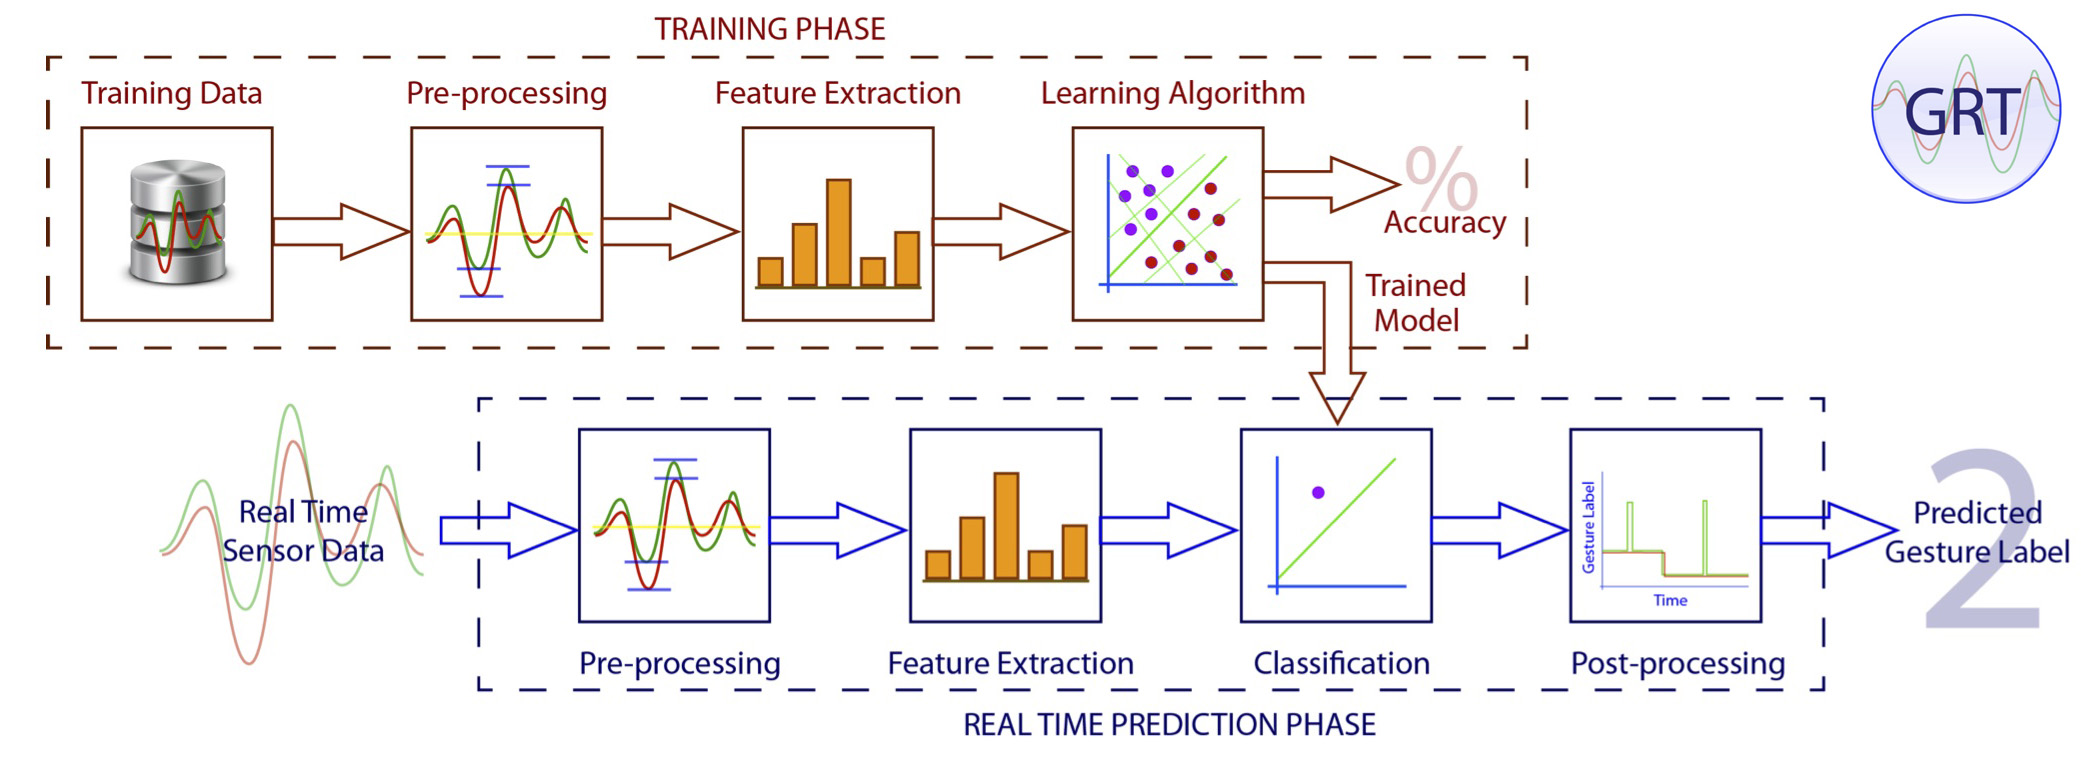 TRAINING PHASE
Training Data
Pre-processing
Feature Extraction
Learning Algorithm
GRT
%
Accuracy
Trained
Model
Real Time
Sensor Data
Gesture Label
Time
2
Predicted
Gesture Label
Pre-processing
Feature Extraction
Classification
Post-processing
REAL TIME PREDICTION PHASE